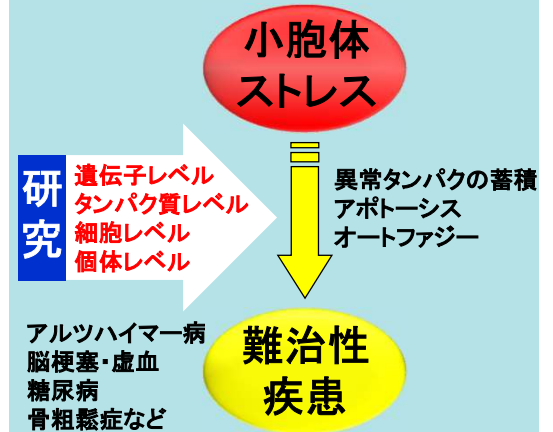 小胞体
ストレス
研究
遺伝子レベル
タンパク質レベル
細胞レベル
個体レベル
異常タンパクの蓄積
アポトーシス
オートファジー
アルツハイマー病
脳梗塞・虚血
糖尿病
骨粗鬆症など
難治性
疾患